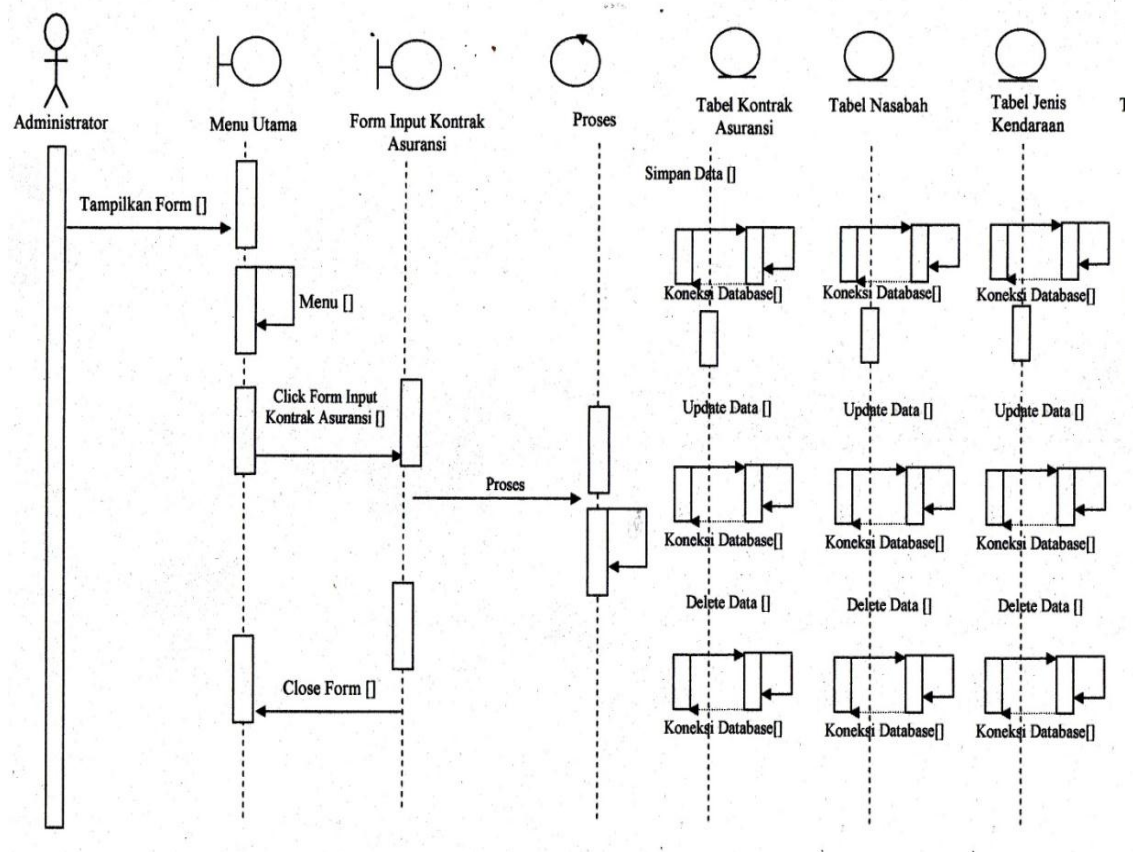 Administrator
Menu Utama
Form Input Kontrak
Asuransi
Proses
Tabel Kontrak
Asuransi
Tabel Nasabah
Tabel Jenis
Kendaraan
T
Simpan Data []
Tampilkan Form []
Koneksi Database[]
Koneksi Database[]
Koneksi Database[]
Menu []
Click Form Input
Kontrak Asuransi []
Update Data []
Update Data []
Update Data []
Proses
Koneksi Database[]
Koneksi Database[]
Koneksi Database[]
Delete Data []
Delete Data []
Delete Data []
Close Form []
Koneksi Database[]
Koneksi Database[]
Koneksi Database[]